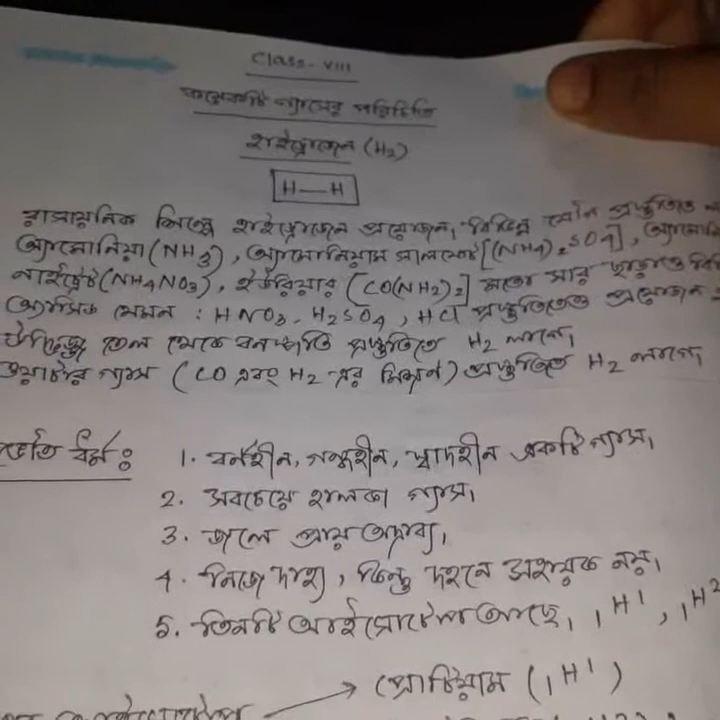 Class - VIII
কয়েকটি গ্যাসের পরিচিতি
হাইড্রোজেন (H₂)
H—H
রাসায়নিক শিল্পে হাইড্রোজেন প্রয়োজন। বিভিন্ন যৌগ প্রস্তুতিতে
অ্যামোনিয়া (NH₃), অ্যামোনিয়াম সালফেট [(NH₄)₂SO₄],
নাইট্রেট (NH₄NO₃), ইউরিয়ার [CO(NH₂)₂] মতো সার ছাড়াও
অ্যাসিড যেমন : HNO₃, H₂SO₄, HCl প্রস্তুতিতেও প্রয়োজন
উদ্ভিজ্জ তেল থেকে বনস্পতি প্রস্তুতিতে H₂ লাগে।
ওয়াটার গ্যাস (CO এবং H₂ -এর মিশ্রণ) প্রস্তুতিতে H₂ লাগে।
ধর্ম :
1. বর্ণহীন, গন্ধহীন, স্বাদহীন একটি গ্যাস।
2. সবচেয়ে হালকা গ্যাস।
3. জলে প্রায় অদ্রাব্য।
4. নিজে দাহ্য, কিন্তু দহনে সহায়ক নয়।
5. তিনটি আইসোটোপ আছে। ₁H¹, ₁H²
→ প্রোটিয়াম (₁H¹)